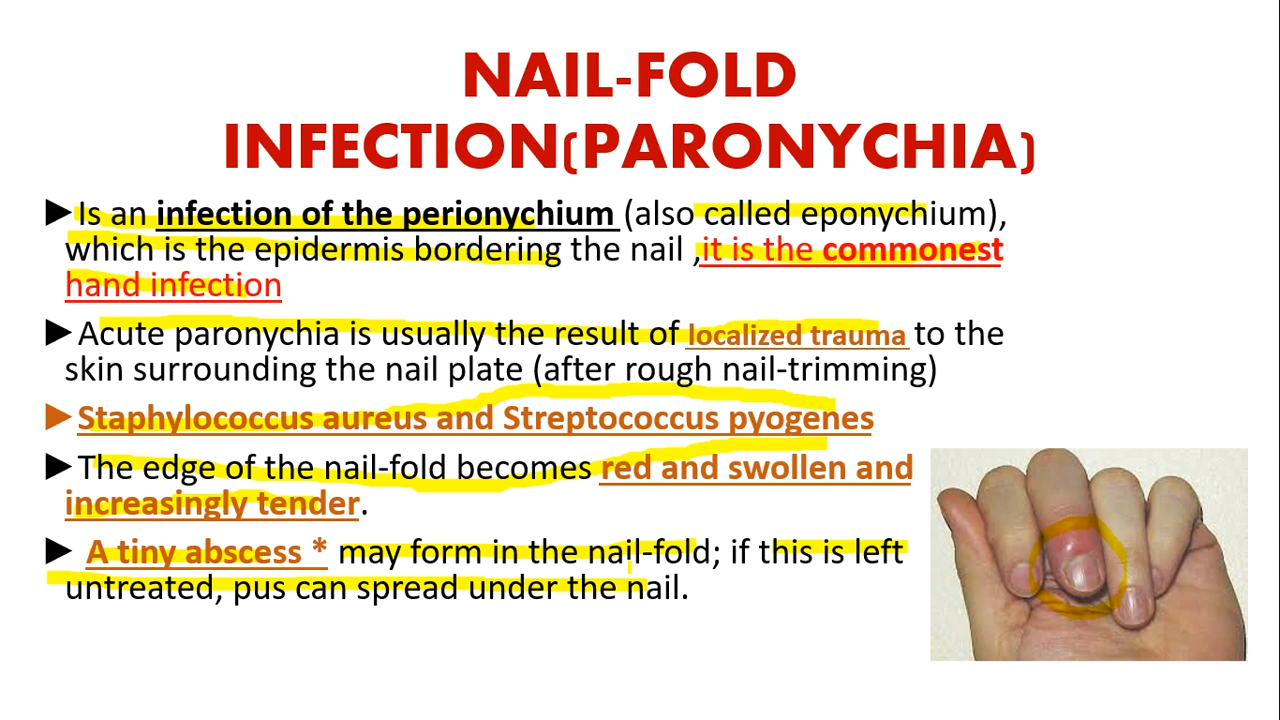 NAIL-FOLD
INFECTION(PARONYCHIA)
►Is an infection of the perionychium (also called eponychium),
which is the epidermis bordering the nail ,it is the commonest
hand infection
►Acute paronychia is usually the result of localized trauma to the
skin surrounding the nail plate (after rough nail-trimming)
►Staphylococcus aureus and Streptococcus pyogenes
►The edge of the nail-fold becomes red and swollen and
increasingly tender.
► A tiny abscess * may form in the nail-fold; if this is left
untreated, pus can spread under the nail.